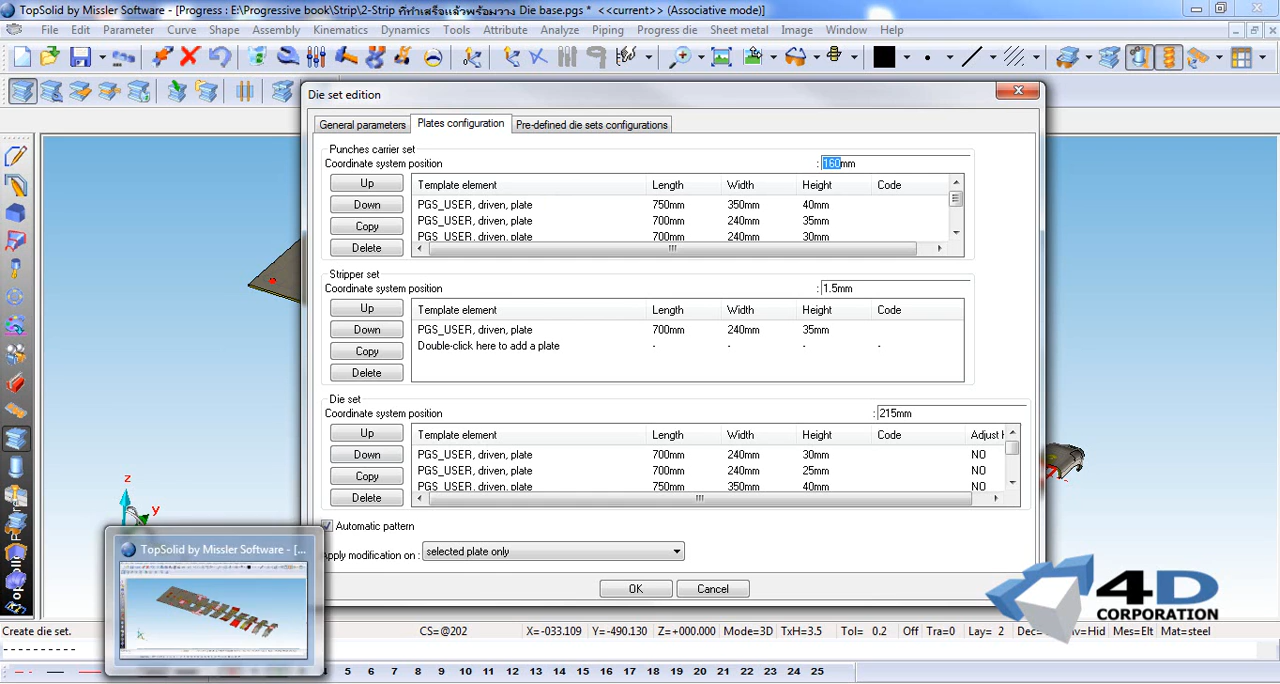 TopSolid by Missler Software - [Progress : E:\Progressive book\Strip\2-Strip ที่ทำเสร็จแล้วพร้อมวาง Die base.pgs * <<current>> (Associative mode)]
File Edit Parameter Curve Shape Assembly Kinematics Dynamics Tools Attribute Analyze Piping Progress die Sheet metal Image Window Help
Die set edition
General parameters Plates configuration Pre-defined die sets configurations
Punches carrier set
Coordinate system position : 160mm
Up Template element Length Width Height Code
Down PGS_USER, driven, plate 750mm 350mm 40mm
Copy PGS_USER, driven, plate 700mm 240mm 35mm
PGS_USER, driven, plate 700mm 240mm 30mm
Delete
Stripper set
Coordinate system position : 1.5mm
Up Template element Length Width Height Code
Down PGS_USER, driven, plate 700mm 240mm 35mm
Copy Double-click here to add a plate . . . .
Delete
Die set
Coordinate system position : 215mm
Up Template element Length Width Height Code Adjust H
Down PGS_USER, driven, plate 700mm 240mm 30mm NO
Copy PGS_USER, driven, plate 700mm 240mm 25mm NO
PGS_USER, driven, plate 750mm 350mm 40mm NO
Delete
z
y
Automatic pattern
Apply modification on : selected plate only
OK Cancel
TopSolid by Missler Software - [...
4D
CORPORATION
Create die set. CS=@202 X=-033.109 Y=-490.130 Z=+000.000 Mode=3D TxH=3.5 Tol= 0.2 Off Tra=0 Lay= 2 Dec= Inv=Hid Mes=Elt Mat=steel
4 5 6 7 8 9 10 11 12 13 14 15 16 17 18 19 20 21 22 23 24 25